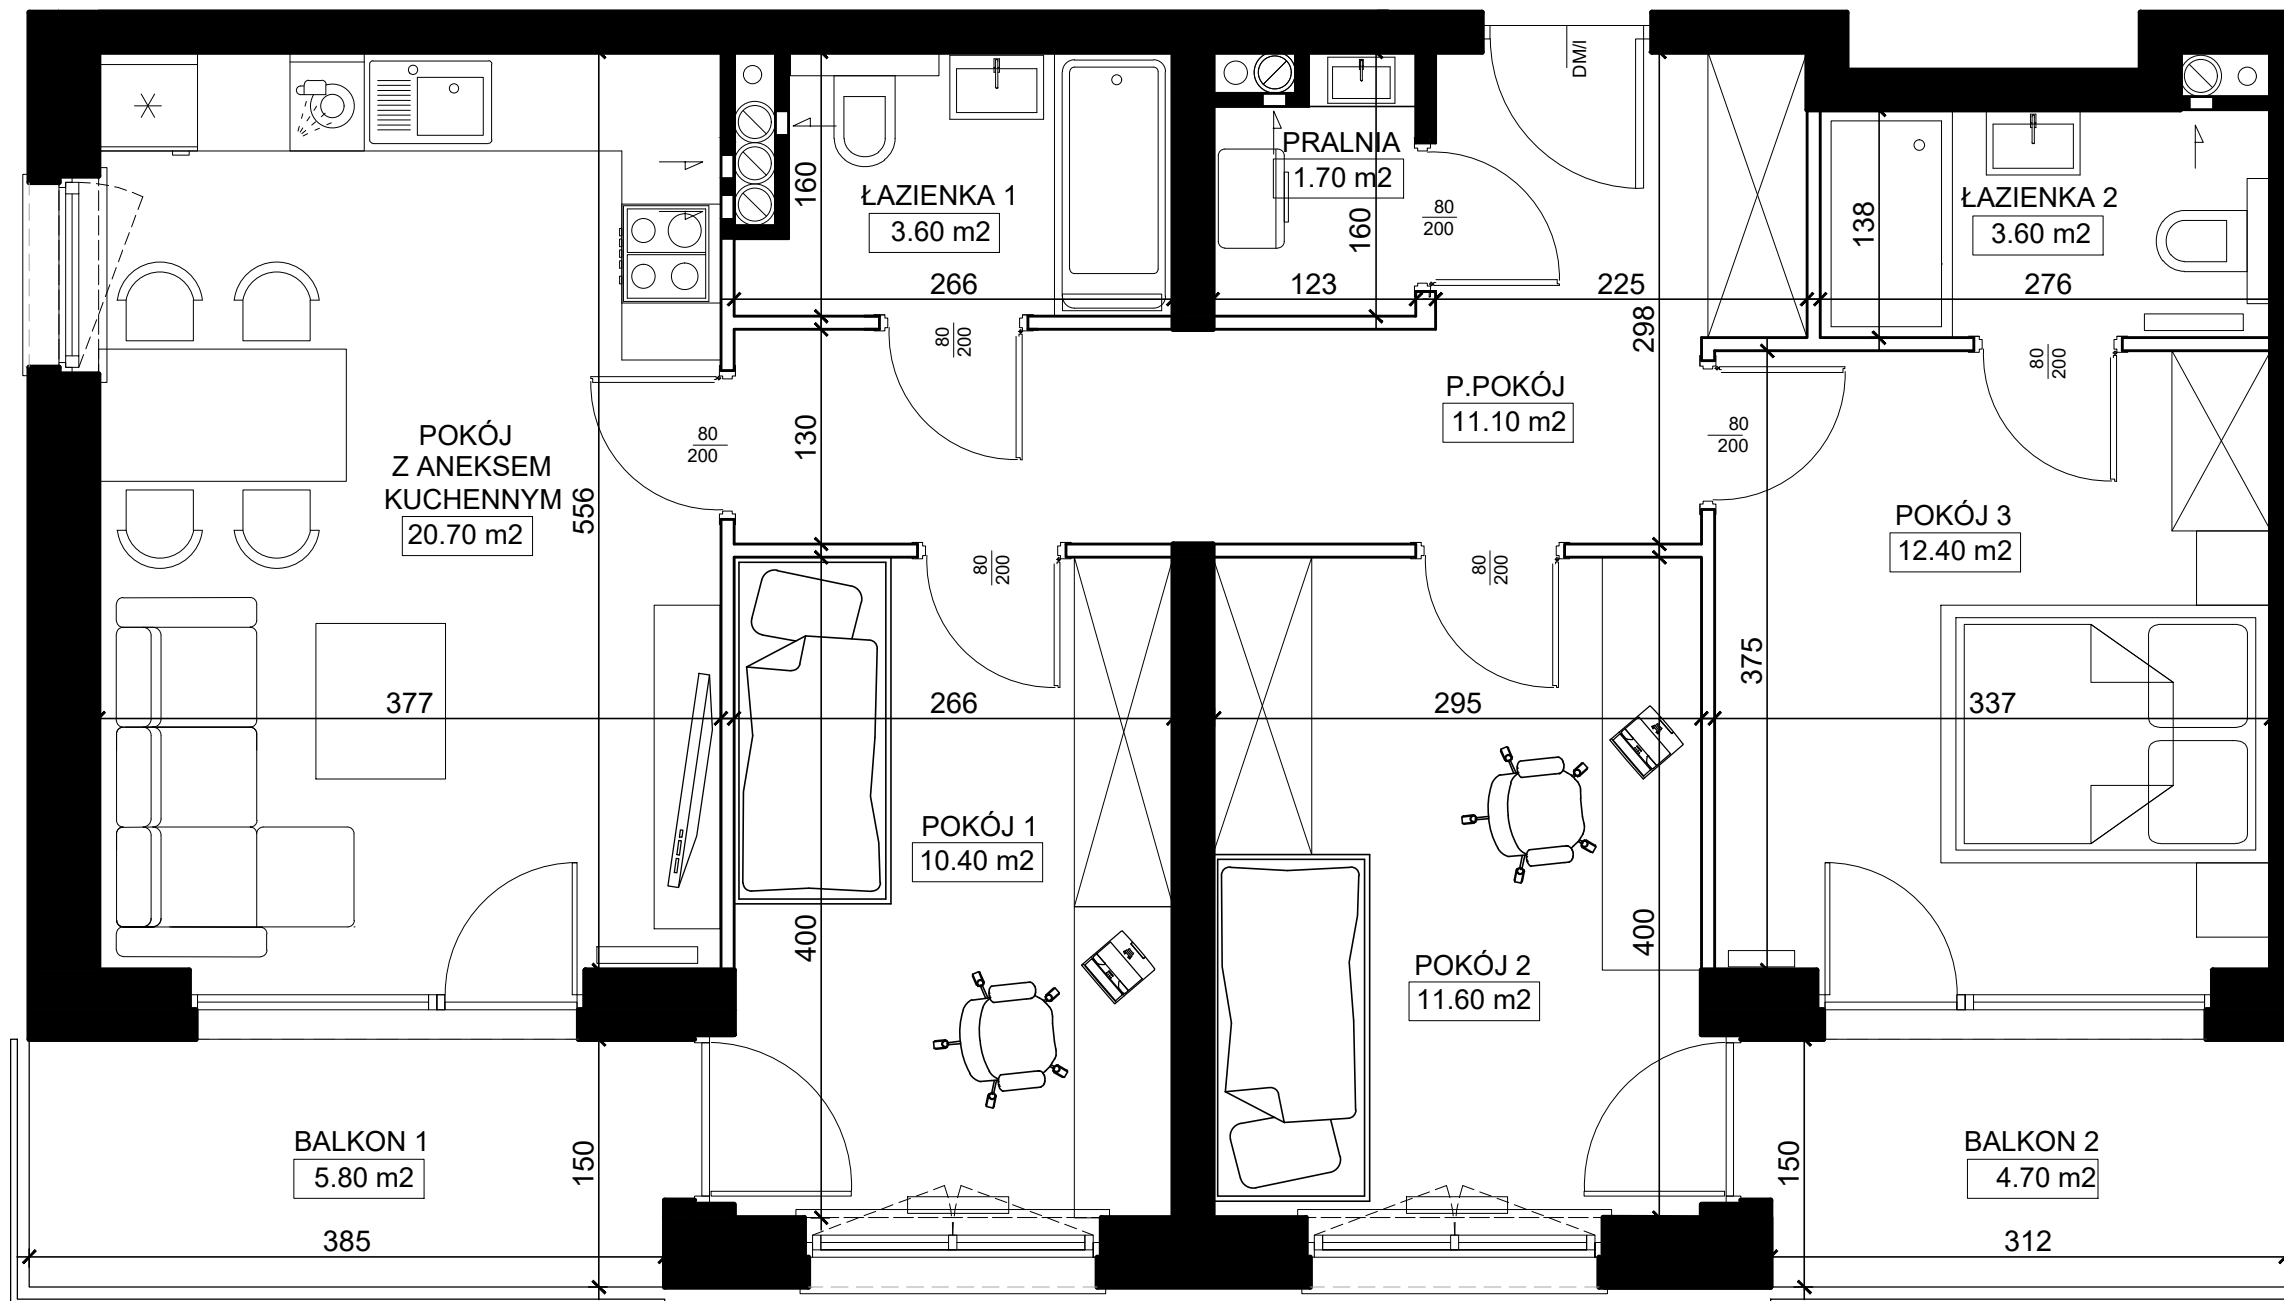 DM/I
160
PRALNIA
1.70 m2
ŁAZIENKA 1
3.60 m2
160
80
200
138
ŁAZIENKA 2
3.60 m2
266
123
225
276
298
80
200
80
200
P.POKÓJ
11.10 m2
130
80
200
80
200
POKÓJ
Z ANEKSEM
KUCHENNYM
20.70 m2
556
POKÓJ 3
12.40 m2
80
200
80
200
375
377
266
295
337
POKÓJ 1
10.40 m2
400
400
POKÓJ 2
11.60 m2
BALKON 1
5.80 m2
150
150
BALKON 2
4.70 m2
385
312